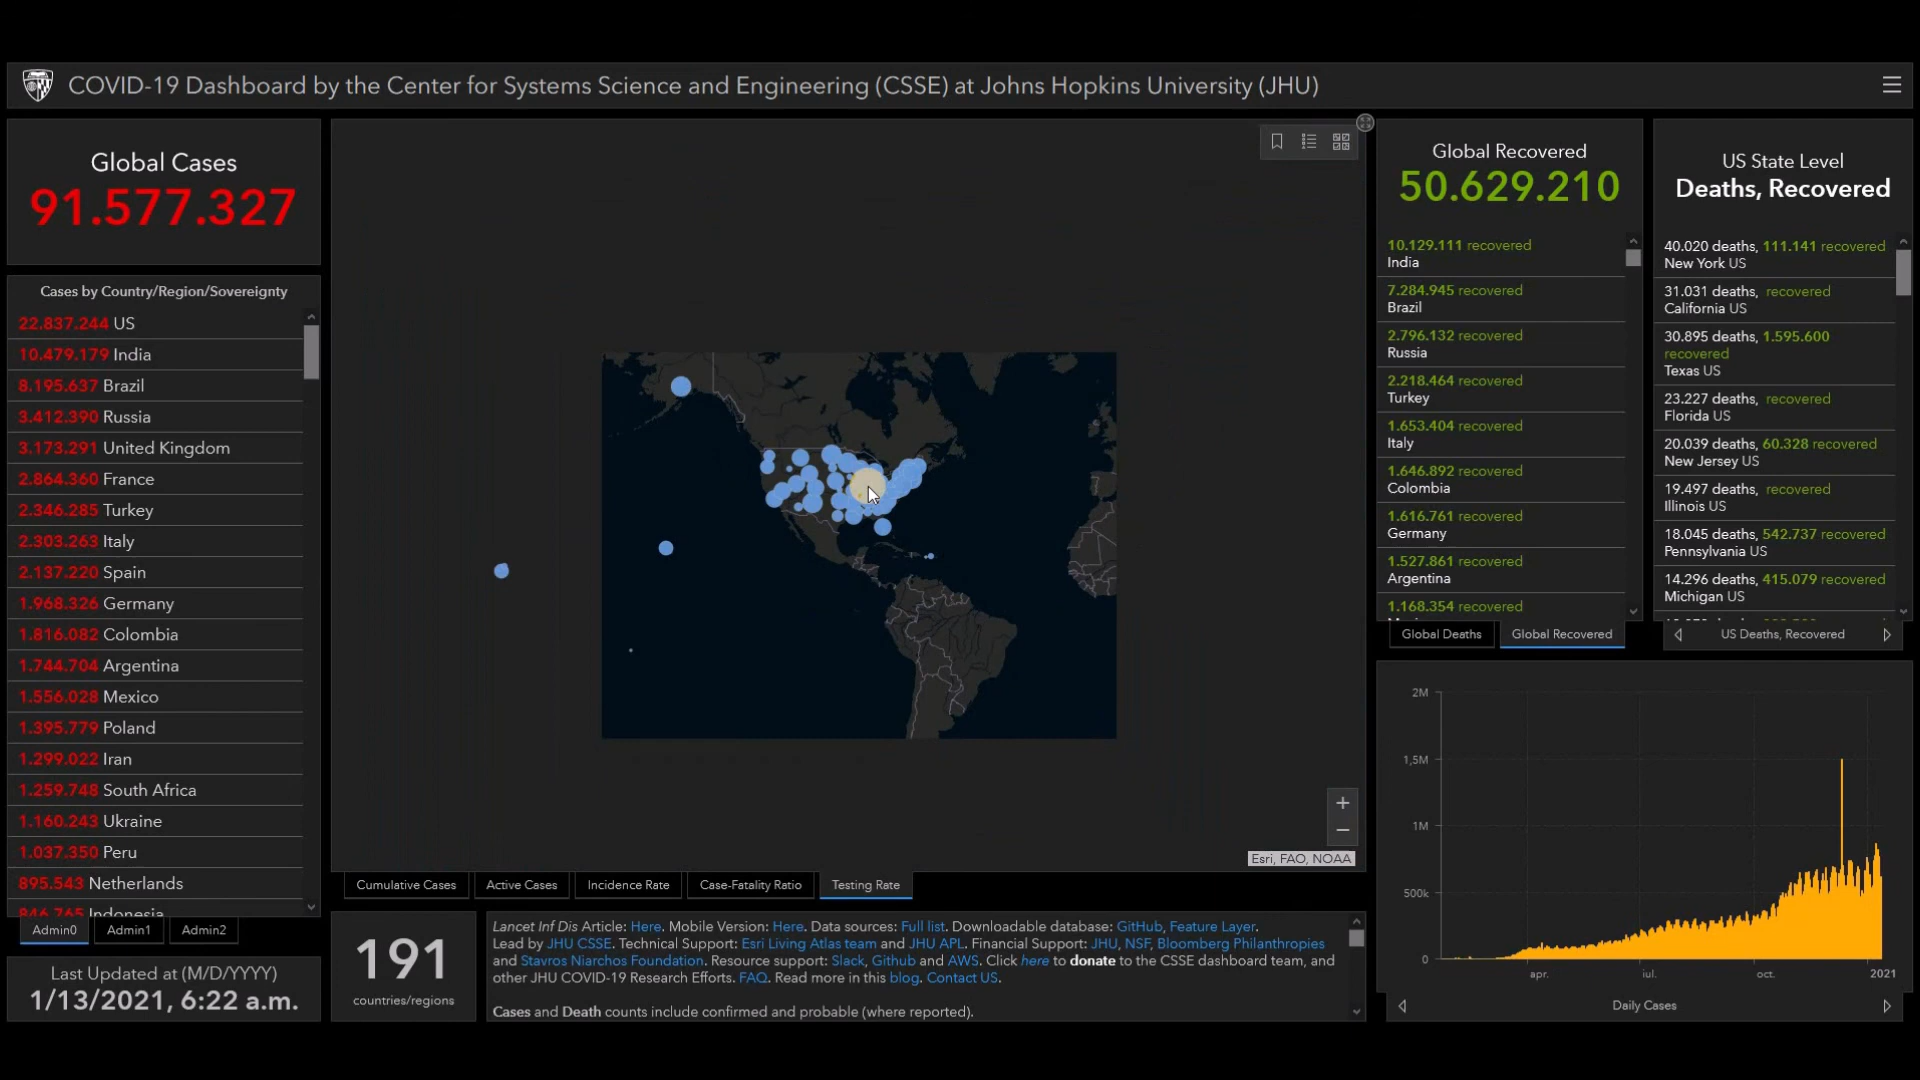 COVID-19 Dashboard by the Center for Systems Science and Engineering (CSSE) at Johns Hopkins University (JHU)
Global Cases
91.577.327
Cases by Country/Region/Sovereignty
22.837.244 US
10.479.179 India
8.195.637 Brazil
3.412.390 Russia
3.173.291 United Kingdom
2.864.360 France
2.346.285 Turkey
2.303.263 Italy
2.137.220 Spain
1.968.326 Germany
1.816.082 Colombia
1.744.704 Argentina
1.556.028 Mexico
1.395.779 Poland
1.299.022 Iran
1.259.748 South Africa
1.160.243 Ukraine
1.037.350 Peru
895.543 Netherlands
846.765 Indonesia
Admin0
Admin1
Admin2
Last Updated at (M/D/YYYY)
1/13/2021, 6:22 a.m.
Esri, FAO, NOAA
Cumulative Cases
Active Cases
Incidence Rate
Case-Fatality Ratio
Testing Rate
191
countries/regions
Lancet Inf Dis Article: Here. Mobile Version: Here. Data sources: Full list. Downloadable database: GitHub, Feature Layer.
Lead by JHU CSSE. Technical Support: Esri Living Atlas team and JHU APL. Financial Support: JHU, NSF, Bloomberg Philanthropies
and Stavros Niarchos Foundation. Resource support: Slack, Github and AWS. Click here to donate to the CSSE dashboard team, and
other JHU COVID-19 Research Efforts. FAQ. Read more in this blog. Contact US.
Cases and Death counts include confirmed and probable (where reported).
Global Recovered
50.629.210
10.129.111 recovered
India
7.284.945 recovered
Brazil
2.796.132 recovered
Russia
2.218.464 recovered
Turkey
1.653.404 recovered
Italy
1.646.892 recovered
Colombia
1.616.761 recovered
Germany
1.527.861 recovered
Argentina
1.168.354 recovered
Global Deaths
Global Recovered
US State Level
Deaths, Recovered
40.020 deaths, 111.141 recovered
New York US
31.031 deaths, recovered
California US
30.895 deaths, 1.595.600
recovered
Texas US
23.227 deaths, recovered
Florida US
20.039 deaths, 60.328 recovered
New Jersey US
19.497 deaths, recovered
Illinois US
18.045 deaths, 542.737 recovered
Pennsylvania US
14.296 deaths, 415.079 recovered
Michigan US
US Deaths, Recovered
2M
1,5M
1M
500k
0
apr.
iul.
oct.
2021
Daily Cases